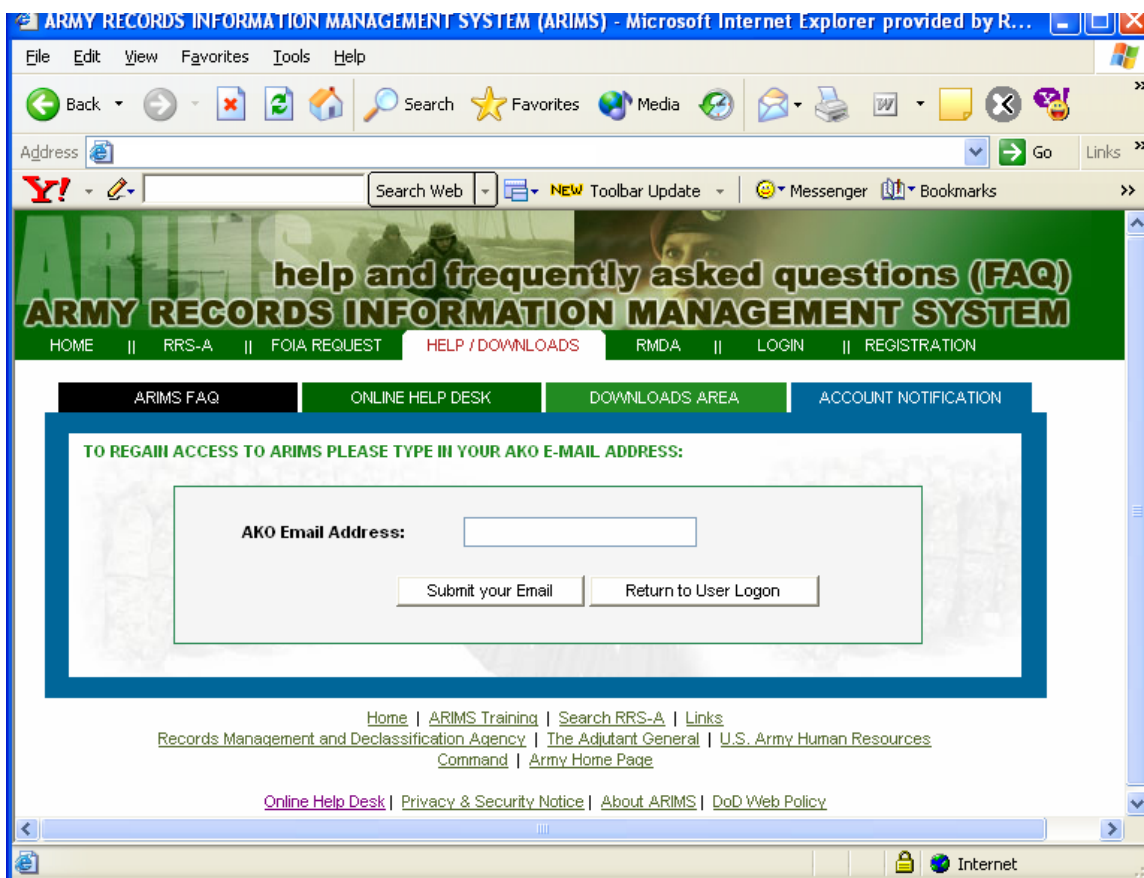 ARMY RECORDS INFORMATION MANAGEMENT SYSTEM (ARIMS) - Microsoft Internet Explorer provided by R...
File Edit View Favorites Tools Help
Back Search Favorites Media
Address Go Links
Y! Search Web NEW Toolbar Update Messenger Bookmarks
ARIMS
help and frequently asked questions (FAQ)
ARMY RECORDS INFORMATION MANAGEMENT SYSTEM
HOME || RRS-A || FOIA REQUEST HELP / DOWNLOADS RMDA || LOGIN || REGISTRATION
ARIMS FAQ ONLINE HELP DESK DOWNLOADS AREA ACCOUNT NOTIFICATION
TO REGAIN ACCESS TO ARIMS PLEASE TYPE IN YOUR AKO E-MAIL ADDRESS:
AKO Email Address:
Submit your Email Return to User Logon
Home | ARIMS Training | Search RRS-A | Links
Records Management and Declassification Agency | The Adjutant General | U.S. Army Human Resources
Command | Army Home Page
Online Help Desk | Privacy & Security Notice | About ARIMS | DoD Web Policy
Internet